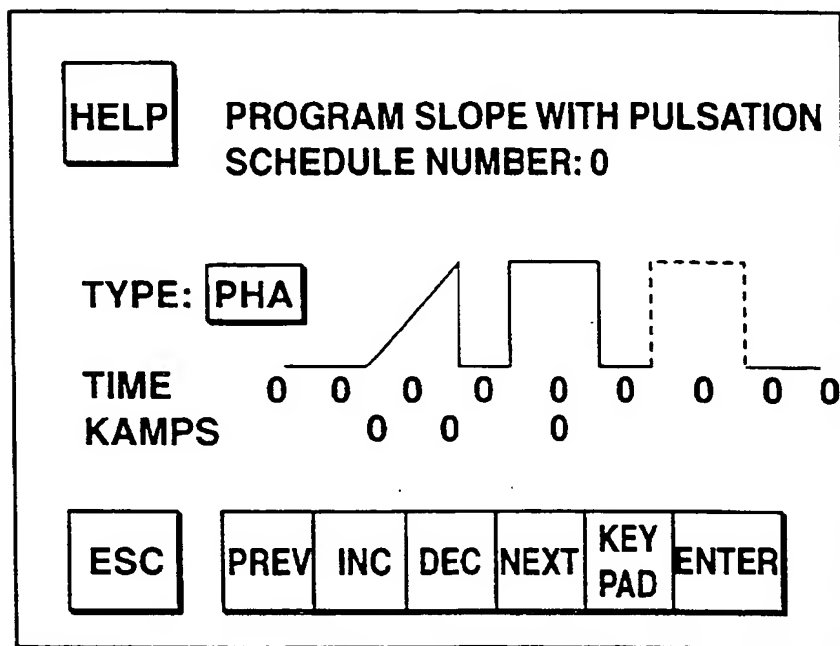 HELP
PROGRAM SLOPE WITH PULSATION
SCHEDULE NUMBER: 0
TYPE: PHA
TIME 0 0 0 0 0 0 0 0 0
KAMPS 0 0 0
ESC PREV INC DEC NEXT KEY PAD ENTER